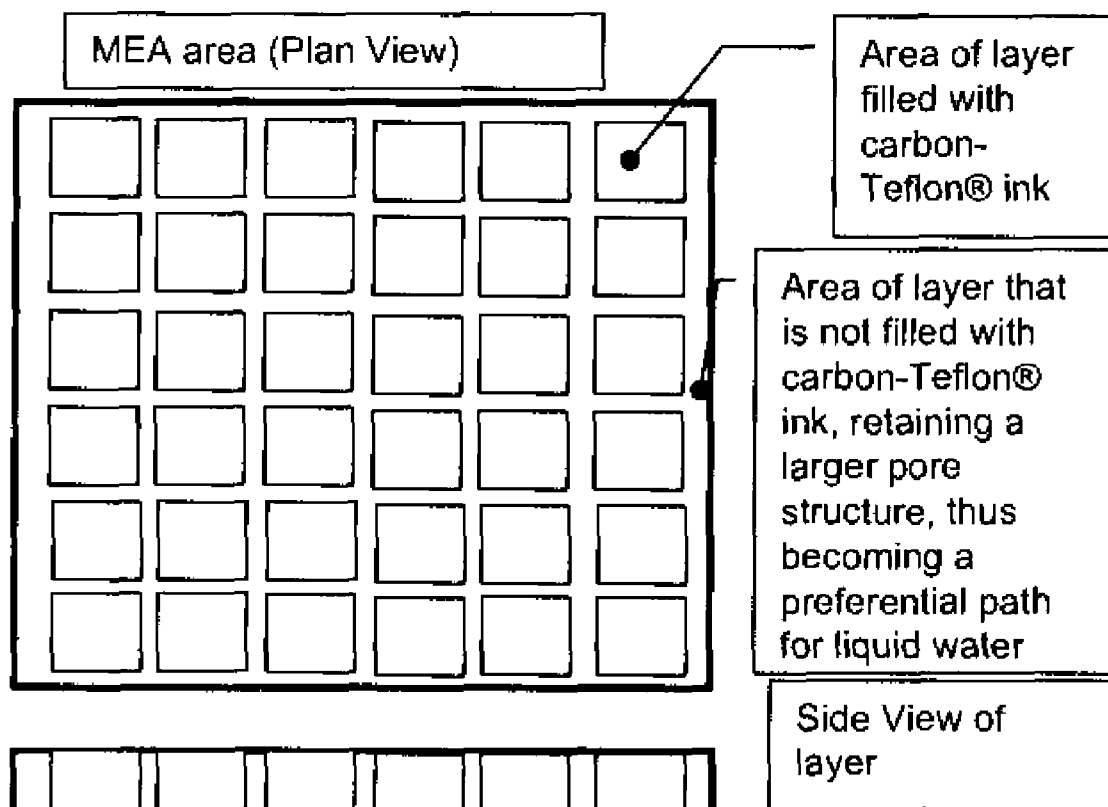 MEA area (Plan View)
Area of layer
filled with
carbon-
Teflon® ink
Area of layer that
is not filled with
carbon-Teflon®
ink, retaining a
larger pore
structure, thus
becoming a
preferential path
for liquid water
Side View of
layer